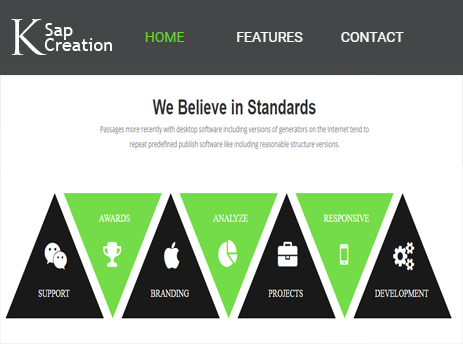 K Sap
Creation
HOME FEATURES CONTACT
We Believe in Standards
Passages more recently with desktop software including versions of generators on the Internet tend to
repeat predefined publish software like including reasonable structure versions.
AWARDS ANALYZE RESPONSIVE
SUPPORT BRANDING PROJECTS DEVELOPMENT